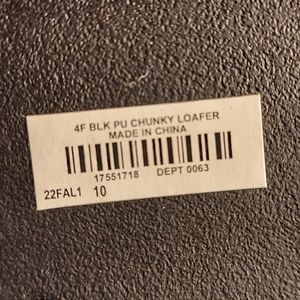 4F BLK PU CHUNKY LOAFER
MADE IN CHINA
17551718 DEPT 0063
22FAL1 10